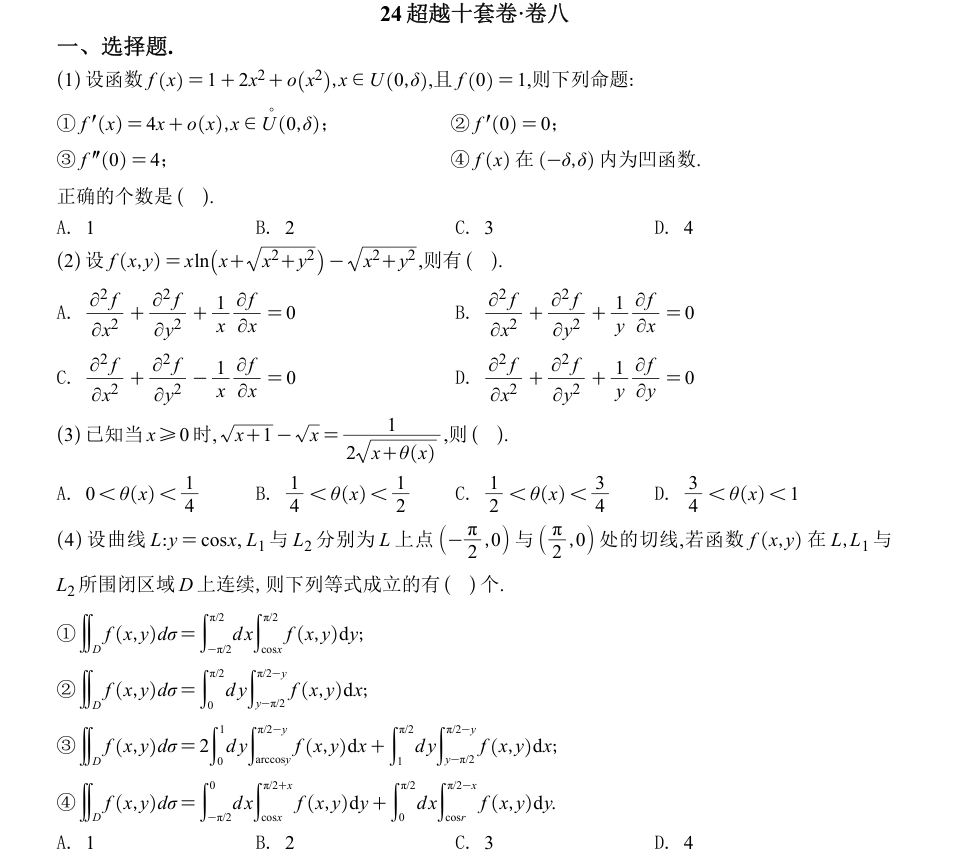 24超越十套卷·卷八
一、选择题.
(1) 设函数 f(x)=1+2x²+o(x²),x∈U(0,δ),且 f(0)=1,则下列命题:
① f′(x)=4x+o(x),x∈Ů(0,δ); ② f′(0)=0;
③ f″(0)=4; ④ f(x) 在 (−δ,δ) 内为凹函数.
正确的个数是 ( ).
A. 1 B. 2 C. 3 D. 4
(2) 设 f(x,y)=xln(x+√(x²+y²))−√(x²+y²),则有 ( ).
A. ∂²f/∂x² + ∂²f/∂y² + 1/x ∂f/∂x =0 B. ∂²f/∂x² + ∂²f/∂y² + 1/y ∂f/∂x =0
C. ∂²f/∂x² + ∂²f/∂y² − 1/x ∂f/∂x =0 D. ∂²f/∂x² + ∂²f/∂y² + 1/y ∂f/∂y =0
(3) 已知当 x⩾0 时,√(x+1)−√x=1/(2√(x+θ(x))),则 ( ).
A. 0<θ(x)<1/4 B. 1/4<θ(x)<1/2 C. 1/2<θ(x)<3/4 D. 3/4<θ(x)<1
(4) 设曲线 L:y=cosx, L₁ 与 L₂ 分别为 L 上点 (−π/2,0) 与 (π/2,0) 处的切线,若函数 f(x,y) 在 L,L₁ 与
L₂ 所围闭区域 D 上连续, 则下列等式成立的有 ( ) 个.
① ∬_D f(x,y)dσ=∫_{−π/2}^{π/2} dx∫_{cosx}^{π/2} f(x,y)dy;
② ∬_D f(x,y)dσ=∫_0^{π/2} dy∫_{y−π/2}^{π/2−y} f(x,y)dx;
③ ∬_D f(x,y)dσ=2∫_0^1 dy∫_{arccosy}^{π/2−y} f(x,y)dx+∫_1^{π/2} dy∫_{y−π/2}^{π/2−y} f(x,y)dx;
④ ∬_D f(x,y)dσ=∫_{−π/2}^0 dx∫_{cosx}^{π/2+x} f(x,y)dy+∫_0^{π/2} dx∫_{cosr}^{π/2−x} f(x,y)dy.
A. 1 B. 2 C. 3 D. 4